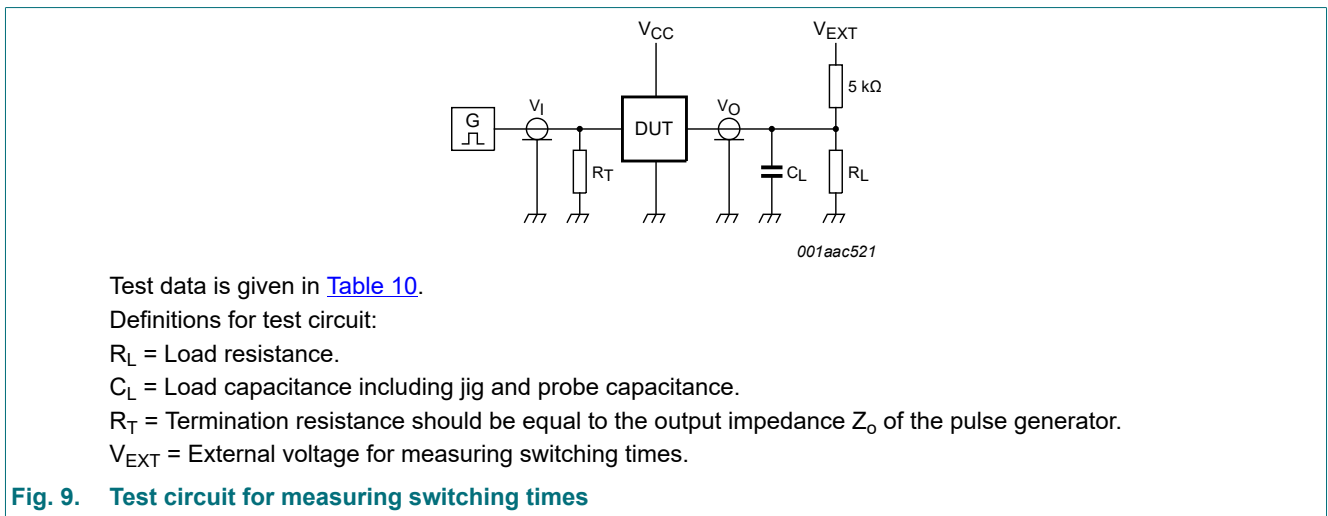 VCC
VEXT
5 kΩ
G
VI
VO
DUT
RT
CL
RL
001aac521
Test data is given in Table 10.
Definitions for test circuit:
RL = Load resistance.
CL = Load capacitance including jig and probe capacitance.
RT = Termination resistance should be equal to the output impedance Zo of the pulse generator.
VEXT = External voltage for measuring switching times.
Fig. 9. Test circuit for measuring switching times